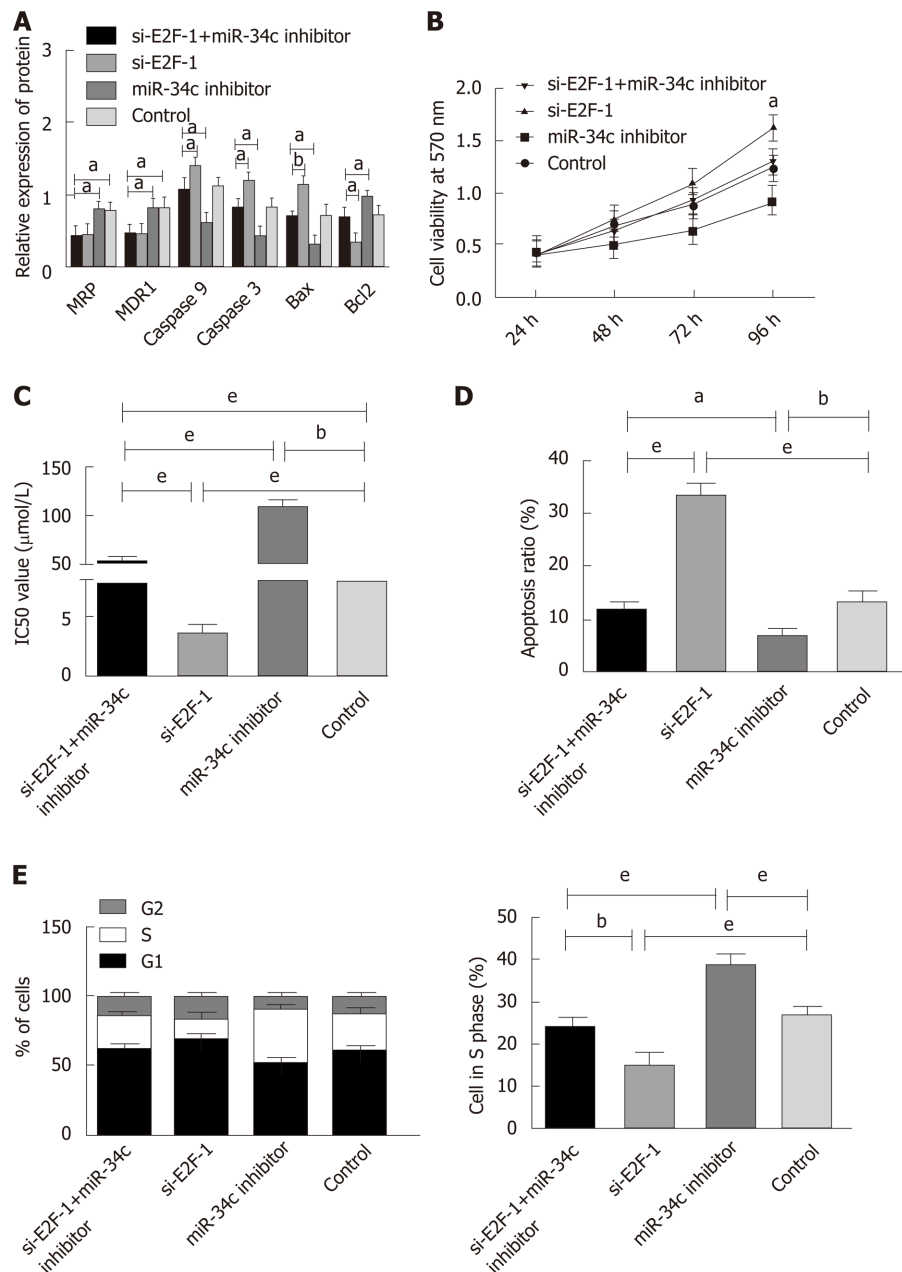 A
si-E2F-1+miR-34c inhibitor
si-E2F-1
miR-34c inhibitor
Control
Relative expression of protein
3
2
1
0
a
a
a
a
a
a
a
a
a
b
a
a
MRP
MDR1
Caspase 9
Caspase 3
Bax
Bcl2
B
si-E2F-1+miR-34c inhibitor
si-E2F-1
miR-34c inhibitor
Control
a
Cell viability at 570 nm
2.0
1.5
1.0
0.5
0.0
24 h
48 h
72 h
96 h
C
e
e
b
e
e
IC50 value (μmol/L)
150
100
50
5
0
si-E2F-1+miR-34c
inhibitor
si-E2F-1
miR-34c inhibitor
Control
D
a
b
e
e
Apoptosis ratio (%)
40
30
20
10
0
si-E2F-1+miR-34c
inhibitor
si-E2F-1
miR-34c inhibitor
Control
E
G2
S
G1
% of cells
150
100
50
0
si-E2F-1+miR-34c
inhibitor
si-E2F-1
miR-34c inhibitor
Control
e
e
b
e
Cell in S phase (%)
50
40
30
20
10
0
si-E2F-1+miR-34c
inhibitor
si-E2F-1
miR-34c inhibitor
Control